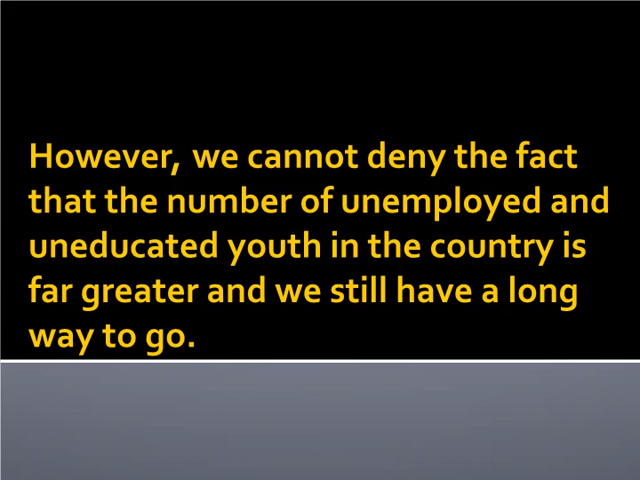 However, we cannot deny the fact
that the number of unemployed and
uneducated youth in the country is
far greater and we still have a long
way to go.